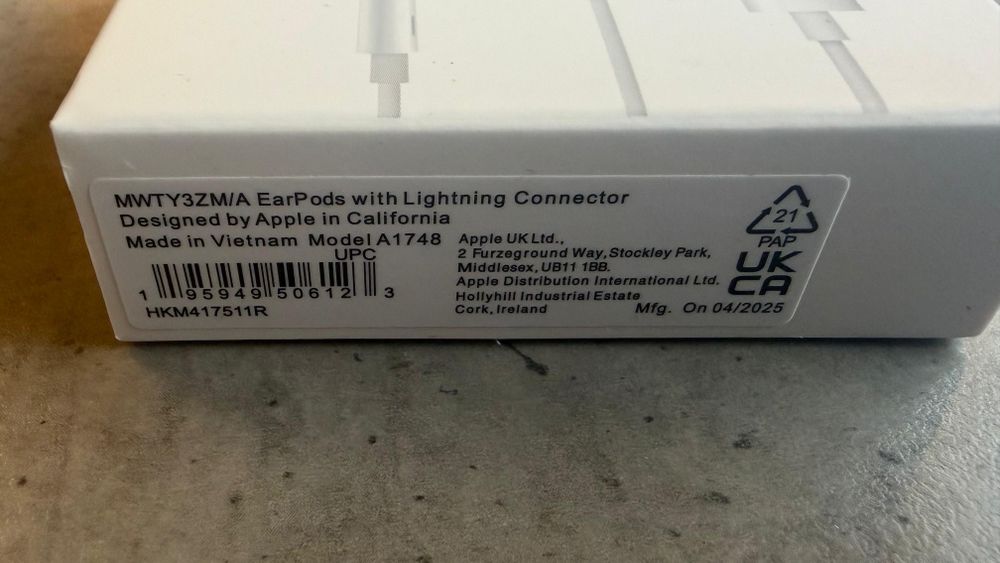 MWTY3ZM/A EarPods with Lightning Connector
Designed by Apple in California
Made in Vietnam Model A1748
UPC
1 95949 50612 3
HKM417511R
Apple UK Ltd.,
2 Furzeground Way, Stockley Park,
Middlesex, UB11 1BB.
Apple Distribution International Ltd.
Hollyhill Industrial Estate
Cork, Ireland
Mfg. On 04/2025
21
PAP
UK
CA